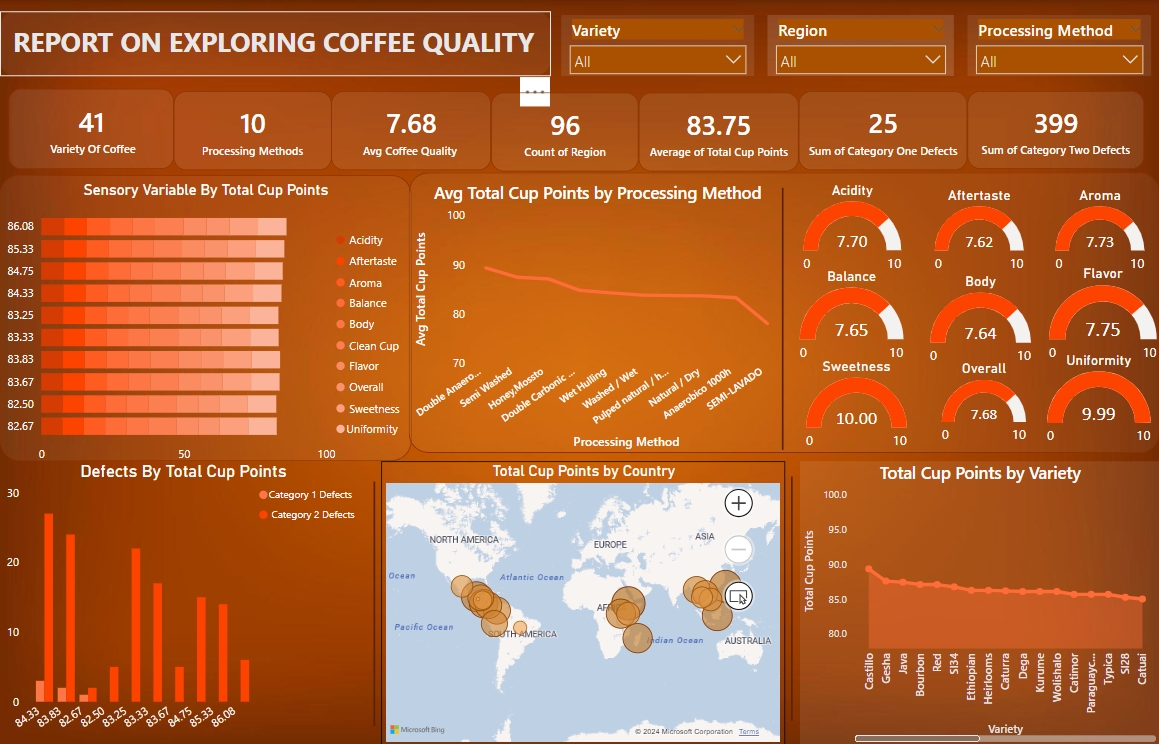 REPORT ON EXPLORING COFFEE QUALITY
Variety
All
Region
All
Processing Method
All
41
Variety Of Coffee
10
Processing Methods
7.68
Avg Coffee Quality
96
Count of Region
83.75
Average of Total Cup Points
25
Sum of Category One Defects
399
Sum of Category Two Defects
Sensory Variable By Total Cup Points
86.08
85.33
84.75
84.33
83.25
83.33
83.83
83.67
82.50
82.67
0 50 100
Acidity
Aftertaste
Aroma
Balance
Body
Clean Cup
Flavor
Overall
Sweetness
Uniformity
Avg Total Cup Points by Processing Method
Avg Total Cup Points
100
90
80
70
Double Anaero...
Semi Washed
Honey,Mossto
Double Carbonic ...
Wet Hulling
Washed / Wet
Pulped natural / h...
Natural / Dry
Anaerobico 1000h
SEMI-LAVADO
Processing Method
Acidity
7.70
0 10
Aftertaste
7.62
0 10
Aroma
7.73
0 10
Balance
7.65
0 10
Body
7.64
0 10
Flavor
7.75
0 10
Sweetness
10.00
0 10
Overall
7.68
0 10
Uniformity
9.99
0 10
Defects By Total Cup Points
Category 1 Defects
Category 2 Defects
30
20
10
0
84.33
83.83
82.67
82.50
83.25
83.33
83.67
84.75
85.33
86.08
Total Cup Points by Country
NORTH AMERICA
EUROPE
ASIA
Ocean
Atlantic Ocean
Pacific Ocean
SOUTH AMERICA
Indian Ocean
AUSTRALIA
Microsoft Bing
© 2024 Microsoft Corporation Terms
Total Cup Points by Variety
Total Cup Points
100.0
95.0
90.0
85.0
80.0
Castillo
Gesha
Java
Bourbon
Red
Sl34
Ethiopian
Heirlooms
Caturra
Dega
Kurume
Wolishalo
Catimor
Paraguayc...
Typica
Sl28
Catuai
Variety